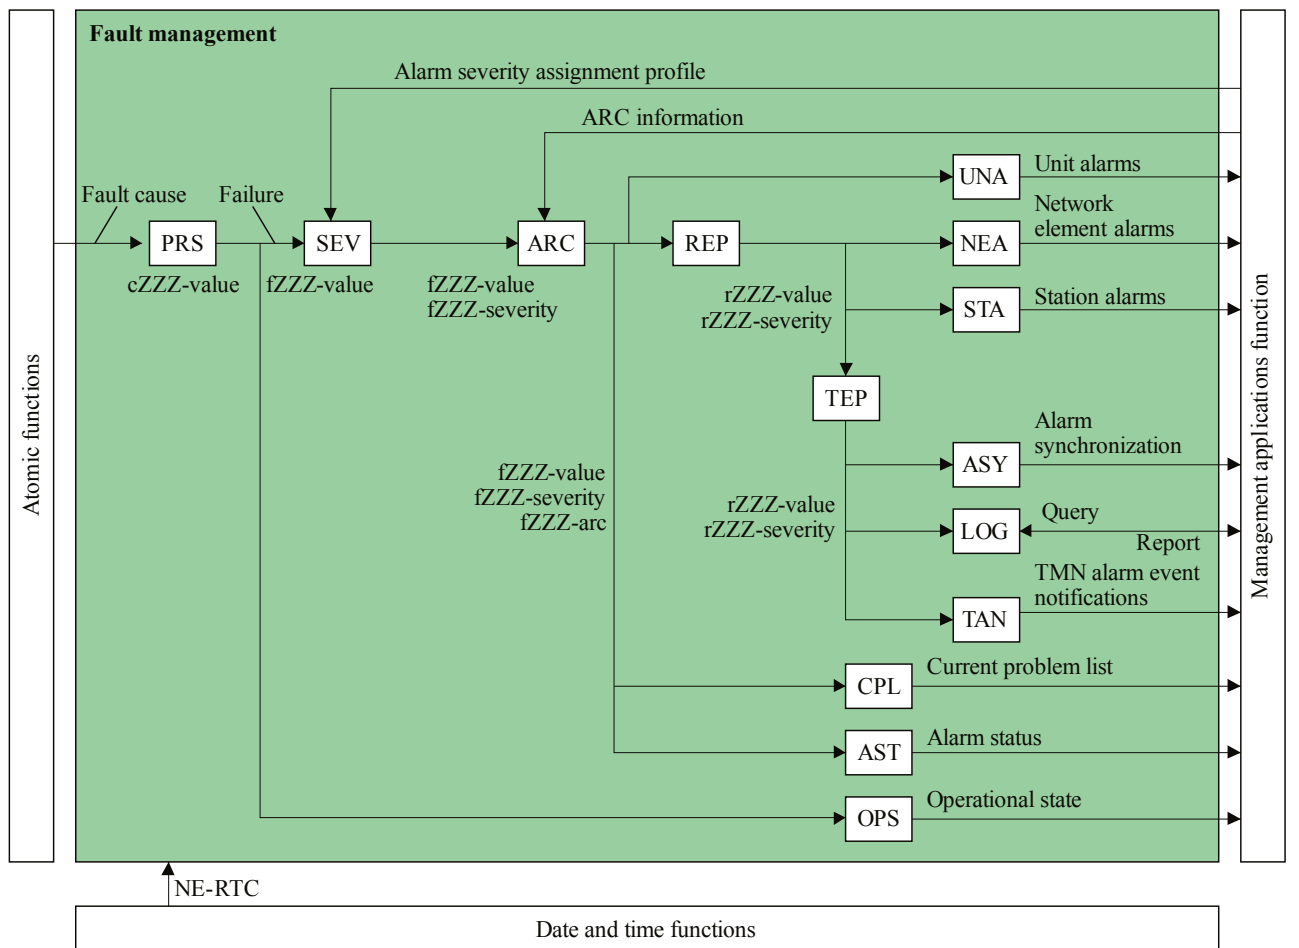 Fault management
Alarm severity assignment profile
ARC information
Unit alarms
UNA
Fault cause
Failure
Network
element alarms
PRS
SEV
ARC
REP
NEA
cZZZ-value
fZZZ-value
fZZZ-value
fZZZ-severity
rZZZ-value
rZZZ-severity
STA
Station alarms
TEP
Alarm
synchronization
ASY
fZZZ-value
fZZZ-severity
fZZZ-arc
rZZZ-value
rZZZ-severity
LOG
Query
Report
TMN alarm event
notifications
TAN
CPL
Current problem list
AST
Alarm status
OPS
Operational state
Atomic functions
Management applications function
NE-RTC
Date and time functions